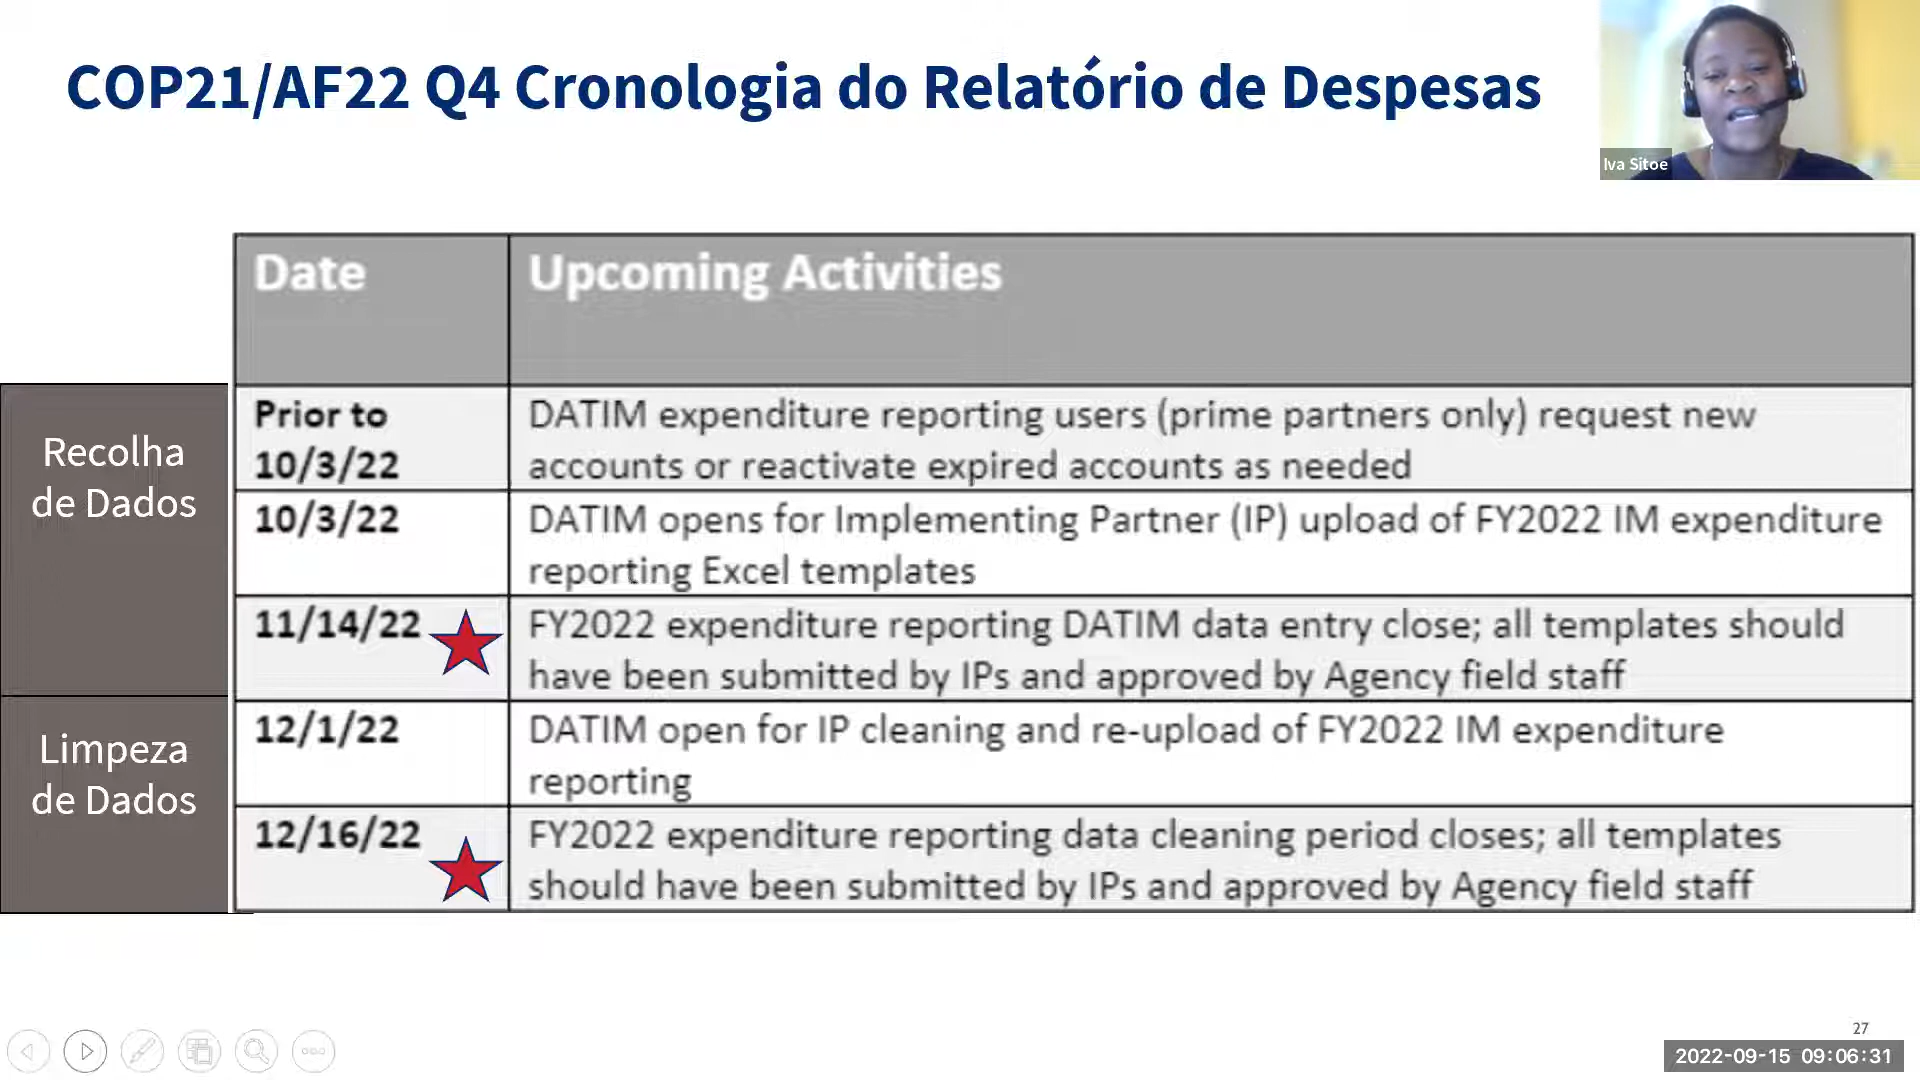 COP21/AF22 Q4 Cronologia do Relatório de Despesas
Iva Sitoe
Date
Upcoming Activities
Recolha
de Dados
Prior to
10/3/22
DATIM expenditure reporting users (prime partners only) request new
accounts or reactivate expired accounts as needed
10/3/22
DATIM opens for Implementing Partner (IP) upload of FY2022 IM expenditure
reporting Excel templates
11/14/22
FY2022 expenditure reporting DATIM data entry close; all templates should
have been submitted by IPs and approved by Agency field staff
Limpeza
de Dados
12/1/22
DATIM open for IP cleaning and re-upload of FY2022 IM expenditure
reporting
12/16/22
FY2022 expenditure reporting data cleaning period closes; all templates
should have been submitted by IPs and approved by Agency field staff
27
2022-09-15 09:06:31